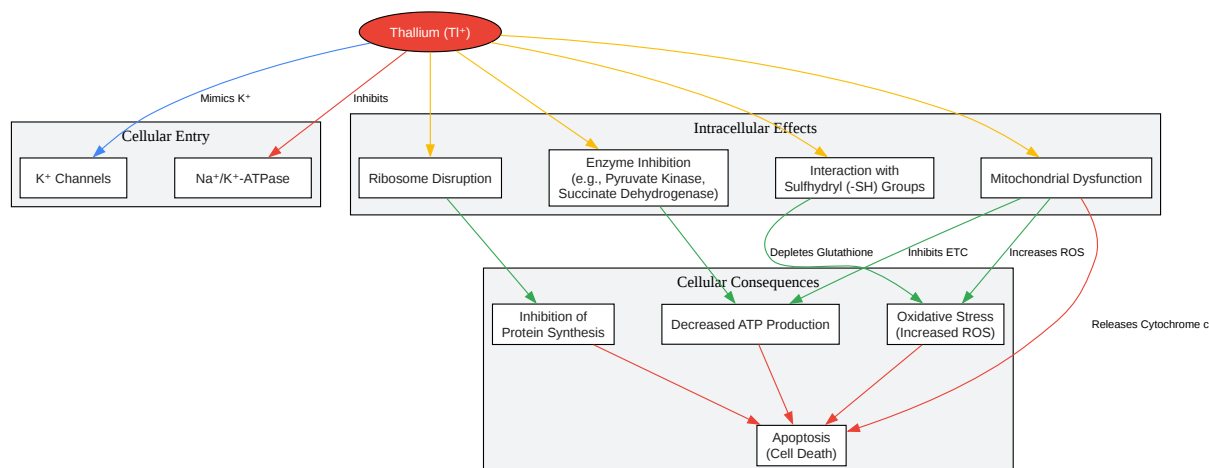 Thallium (Tl⁺)
Mimics K⁺
Inhibits
Cellular Entry
Intracellular Effects
K⁺ Channels
Na⁺/K⁺-ATPase
Ribosome Disruption
Enzyme Inhibition
(e.g., Pyruvate Kinase,
Succinate Dehydrogenase)
Interaction with
Sulfhydryl (-SH) Groups
Mitochondrial Dysfunction
Depletes Glutathione
Inhibits ETC
Increases ROS
Cellular Consequences
Inhibition of
Protein Synthesis
Decreased ATP Production
Oxidative Stress
(Increased ROS)
Releases Cytochrome c
Apoptosis
(Cell Death)